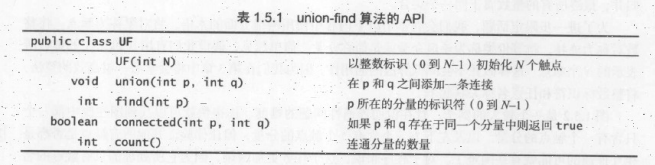 表 1.5.1 union-find 算法的 API
public class UF
UF(int N) 以整数标识（0 到 N–1）初始化 N 个触点
void union(int p, int q) 在 p 和 q 之间添加一条连接
int find(int p) p 所在的分量的标识符（0 到 N–1）
boolean connected(int p, int q) 如果 p 和 q 存在于同一个分量中则返回 true
int count() 连通分量的数量